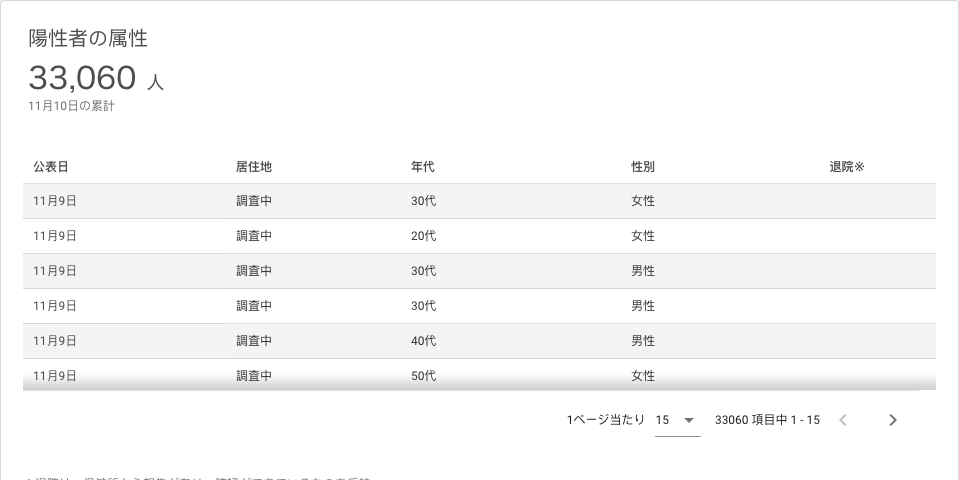 陽性者の属性
33,060 人
11月10日の累計
公表日 居住地 年代 性別 退院※
11月9日 調査中 30代 女性
11月9日 調査中 20代 女性
11月9日 調査中 30代 男性
11月9日 調査中 30代 男性
11月9日 調査中 40代 男性
11月9日 調査中 50代 女性
1ページ当たり 15 33060 項目中 1 - 15